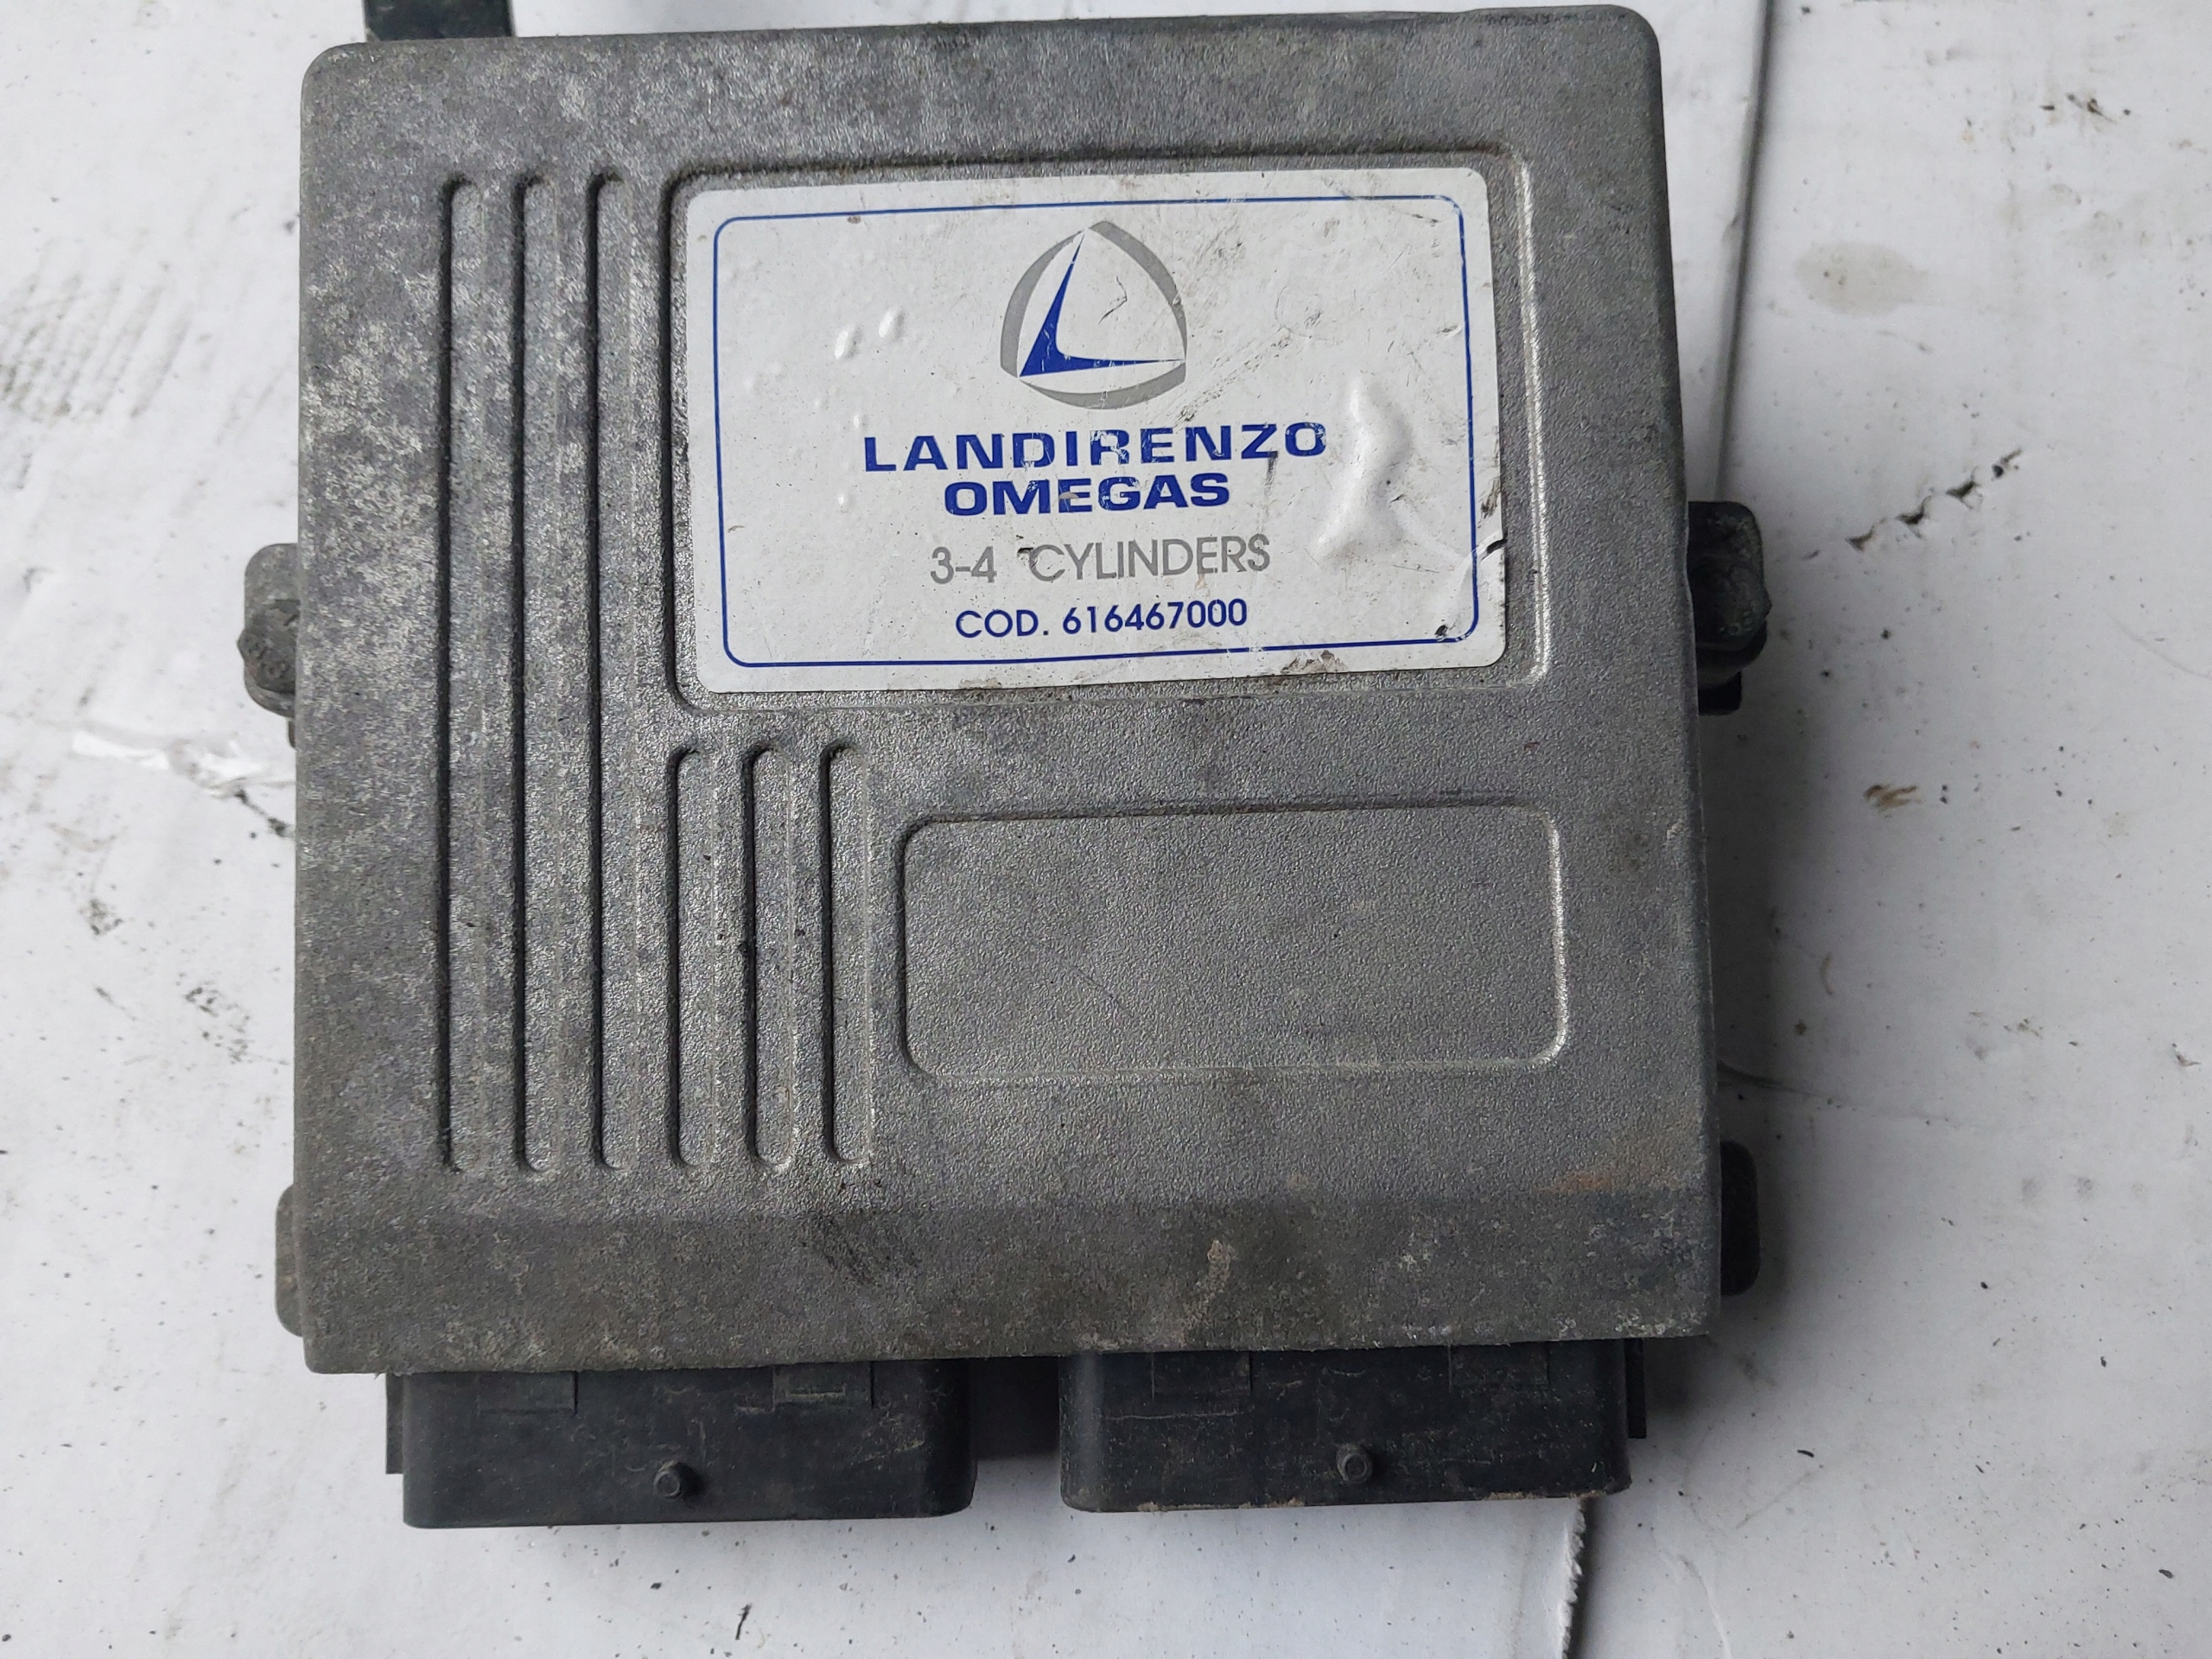 LANDIRENZO
OMEGAS
3-4 CYLINDERS
COD. 616467000